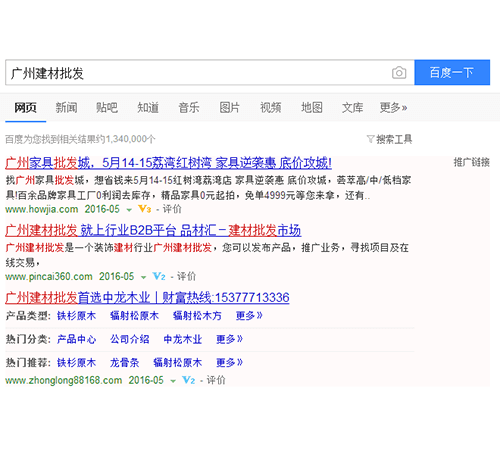 广州建材批发
百度一下
网页 新闻 贴吧 知道 音乐 图片 视频 地图 文库 更多»
百度为您找到相关结果约1,340,000个
搜索工具
广州家具批发城，5月14-15荔湾红树湾 家具逆袭惠 底价攻城!
推广链接
找广州家具批发城，想省钱来5月14-15红树湾荔湾店 家具逆袭惠 底价攻城，荟萃高/中/低档家
具!百余品牌家具工厂0利润去库存，精品家具0元起拍，免单4999元等您来拿，还有..
www.howjia.com 2016-05 V3 - 评价
广州建材批发 就上行业B2B平台 品材汇－建材批发市场
广州建材批发是一个装饰建材行业广州建材批发，您可以发布产品，推广业务，寻找项目及在
线交易，
www.pincai360.com 2016-05 V2 - 评价
广州建材批发首选中龙木业｜财富热线:15377713336
产品类型: 铁杉原木 辐射松原木 辐射松木方 更多»
热门分类: 产品中心 公司介绍 中龙木业 更多»
热门推荐: 铁杉原木 龙骨条 辐射松原木 更多»
www.zhonglong88168.com 2016-05 V2 - 评价